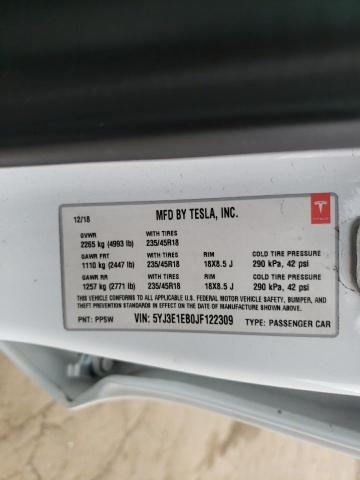 12/18 MFD BY TESLA, INC.
GVWR WITH TIRES
2265 kg (4993 lb) 235/45R18
GAWR FRT WITH TIRES RIM COLD TIRE PRESSURE
1110 kg (2447 lb) 235/45R18 18X8.5 J 290 kPa, 42 psi
GAWR RR WITH TIRES RIM COLD TIRE PRESSURE
1257 kg (2771 lb) 235/45R18 18X8.5 J 290 kPa, 42 psi
THIS VEHICLE CONFORMS TO ALL APPLICABLE U.S. FEDERAL MOTOR VEHICLE SAFETY, BUMPER, AND
THEFT PREVENTION STANDARDS IN EFFECT ON THE DATE OF MANUFACTURE SHOWN ABOVE.
PNT: PPSW VIN: 5YJ3E1EB0JF122309 TYPE: PASSENGER CAR
TESLA